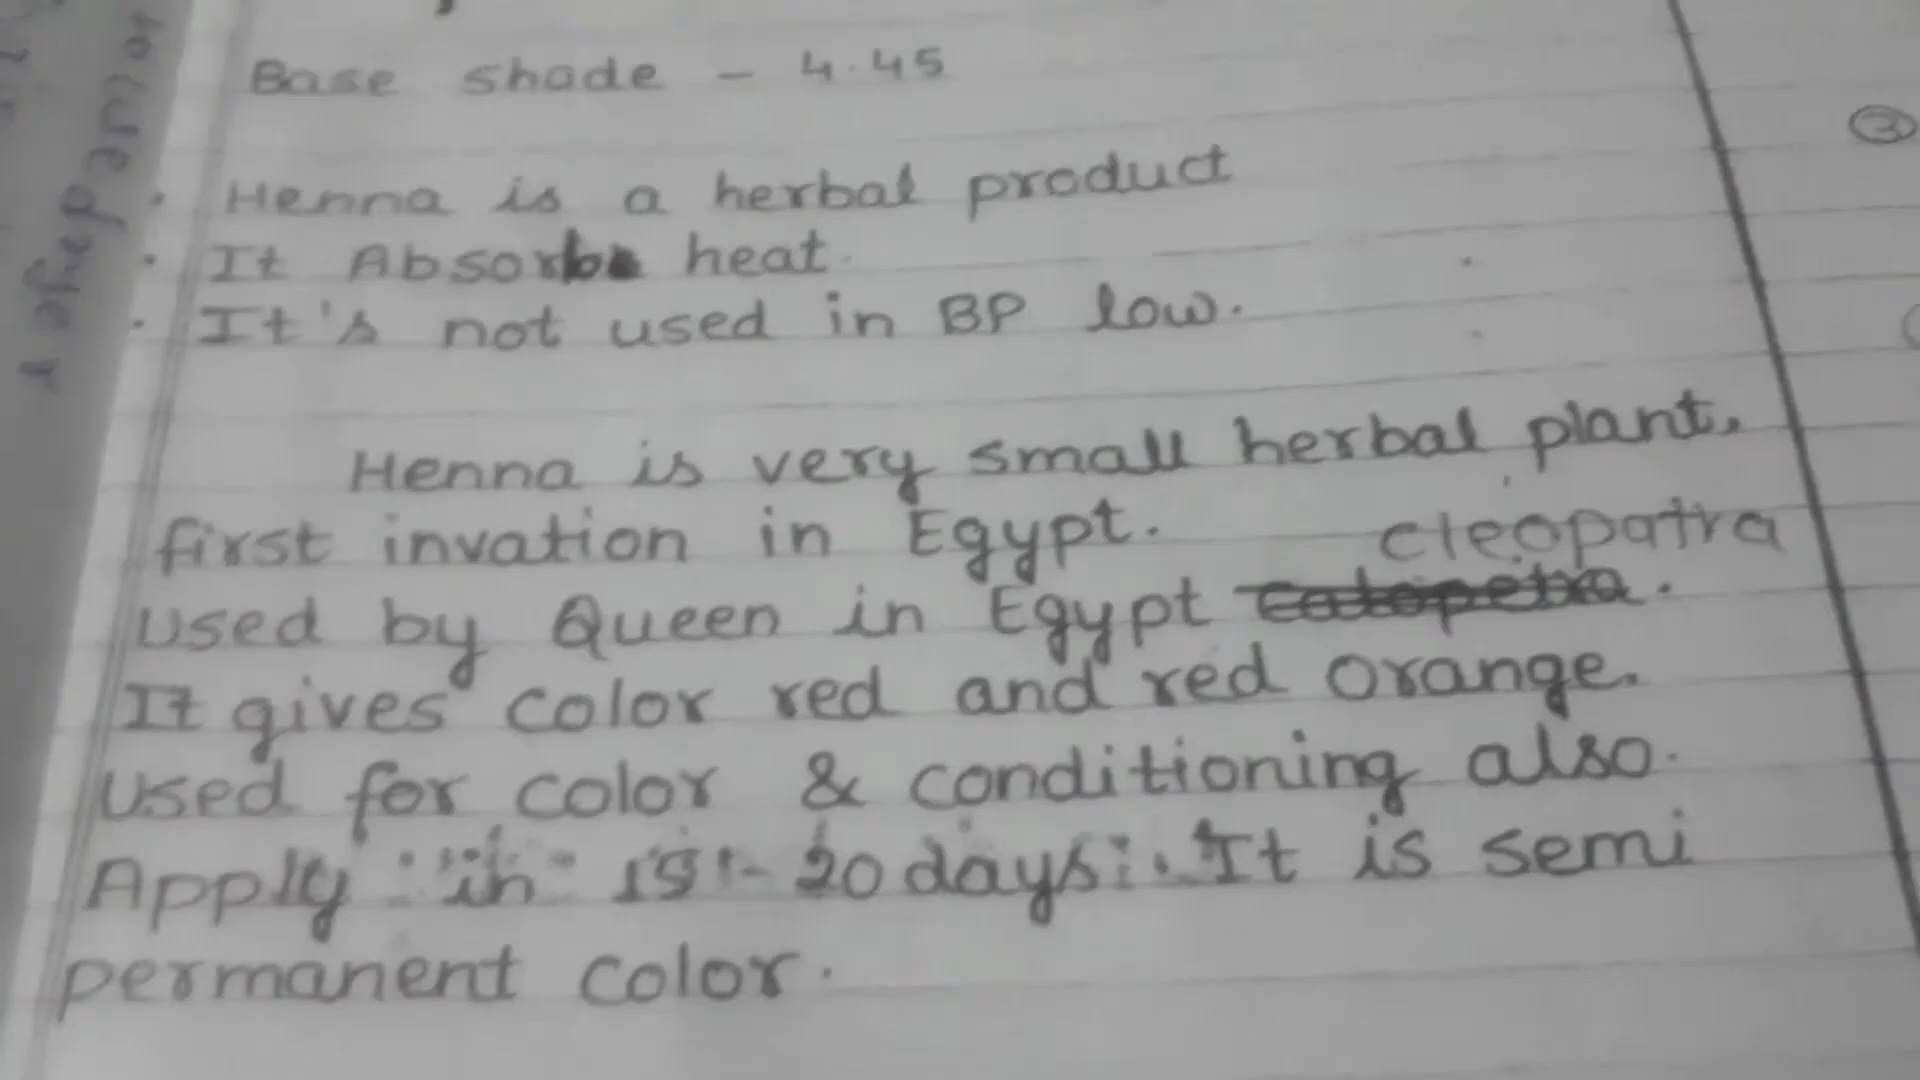 Base shade - 4.45
• Henna is a herbal product
• It Absorb heat.
• It's not used in BP low.
Henna is very small herbal plant.
first invation in Egypt. cleopatra
used by Queen in Egypt
It gives color red and red orange.
used for color & conditioning also.
Apply in 15 - 20 days. It is semi
permanent color.
3